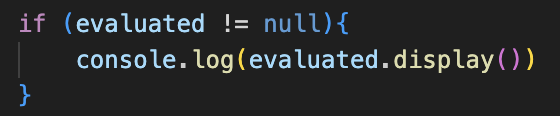 if (evaluated != null){
    console.log(evaluated.display())
}